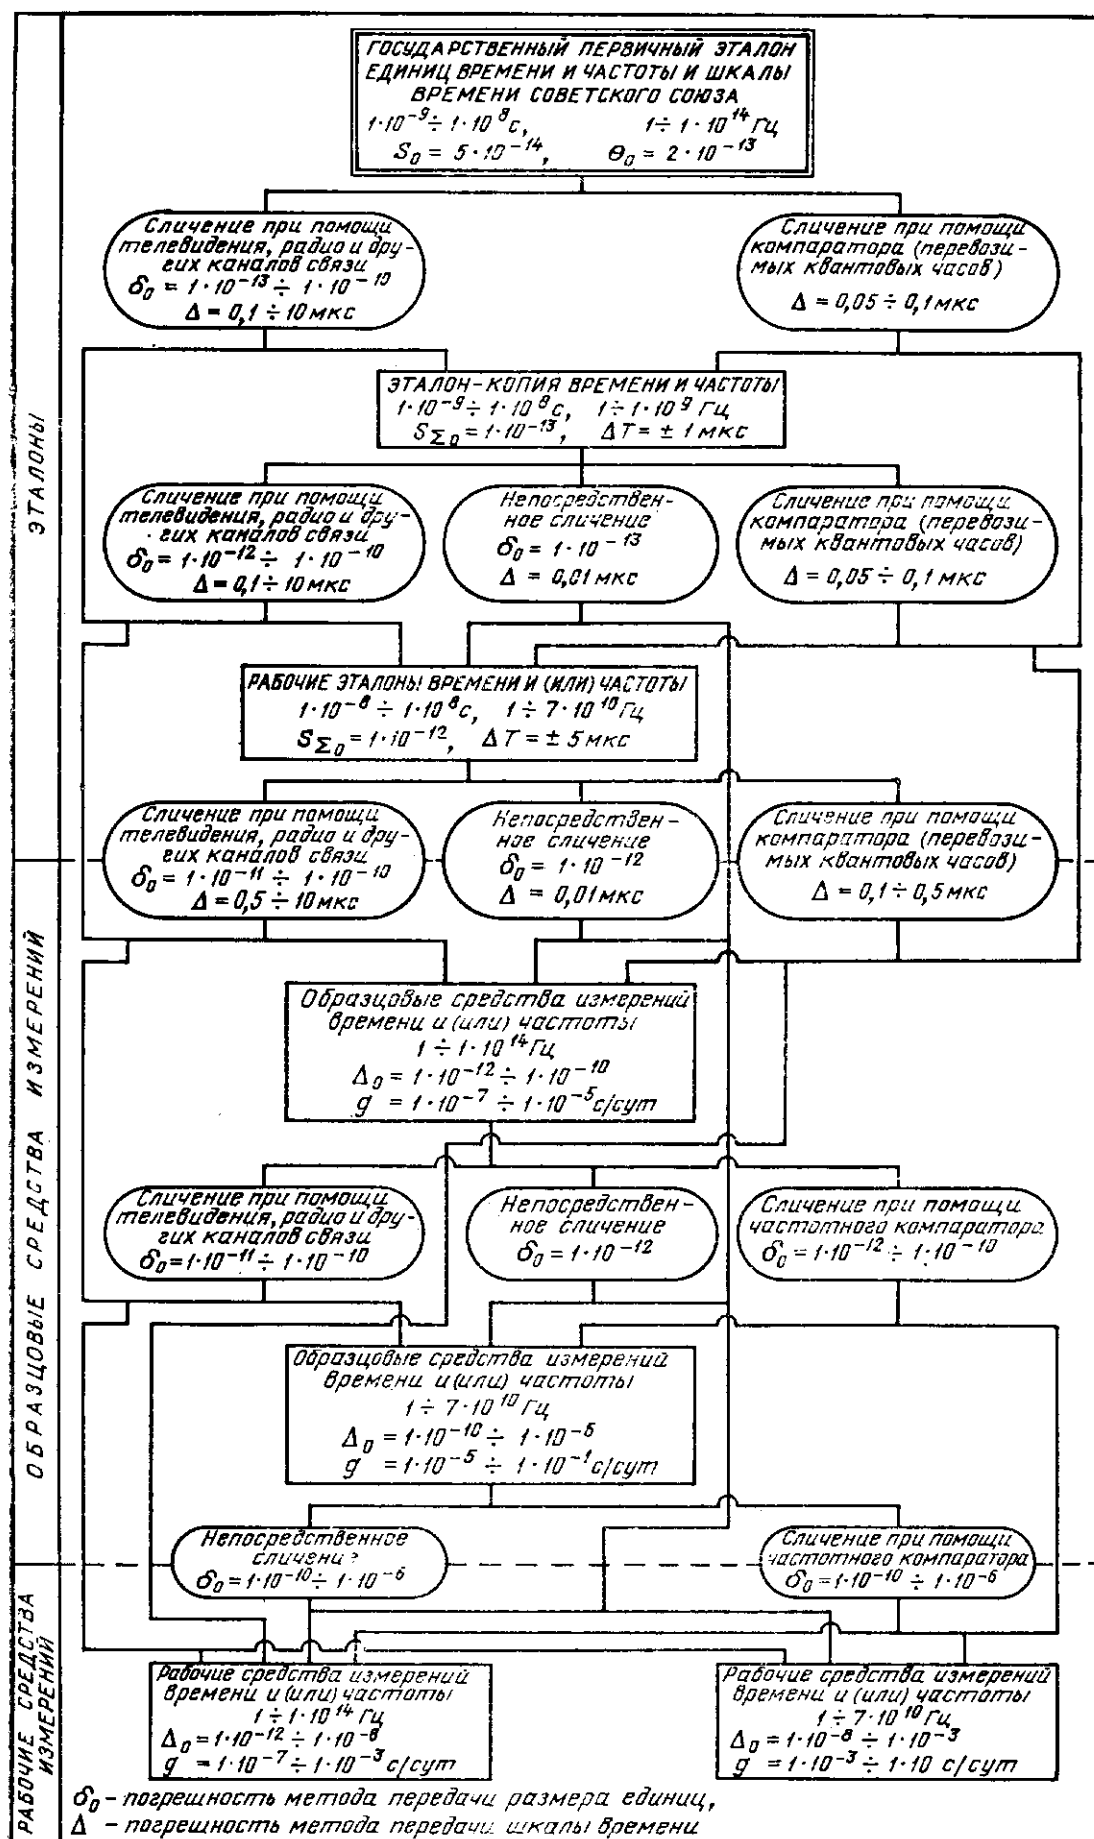 ГОСУДАРСТВЕННЫЙ ПЕРВИЧНЫЙ ЭТАЛОН
ЕДИНИЦ ВРЕМЕНИ И ЧАСТОТЫ И ШКАЛЫ
ВРЕМЕНИ СОВЕТСКОГО СОЮЗА
1·10⁻⁹ ÷ 1·10⁸ с, 1 ÷ 1·10¹⁴ Гц
S₀ = 5·10⁻¹⁴, Θ₀ = 2·10⁻¹³
Сличение при помощи
телевидения, радио и дру-
гих каналов связи
δ₀ = 1·10⁻¹³ ÷ 1·10⁻¹⁰
Δ = 0,1 ÷ 10 мкс
Сличение при помощи
компаратора (перевози-
мых квантовых часов)
Δ = 0,05 ÷ 0,1 мкс
ЭТАЛОН-КОПИЯ ВРЕМЕНИ И ЧАСТОТЫ
1·10⁻⁹ ÷ 1·10⁸ с, 1 ÷ 1·10⁹ Гц
S_Σ₀ = 1·10⁻¹³, ΔT = ± 1 мкс
ЭТАЛОНЫ
Сличение при помощи
телевидения, радио и дру-
гих каналов связи
δ₀ = 1·10⁻¹² ÷ 1·10⁻¹⁰
Δ = 0,1 ÷ 10 мкс
Непосредствен-
ное сличение
δ₀ = 1·10⁻¹³
Δ = 0,01 мкс
Сличение при помощи
компаратора (перевози-
мых квантовых часов)
Δ = 0,05 ÷ 0,1 мкс
РАБОЧИЕ ЭТАЛОНЫ ВРЕМЕНИ И (ИЛИ) ЧАСТОТЫ
1·10⁻⁸ ÷ 1·10⁸ с, 1 ÷ 7·10¹⁰ Гц
S_Σ₀ = 1·10⁻¹², ΔT = ± 5 мкс
Сличение при помощи
телевидения, радио и дру-
гих каналов связи
δ₀ = 1·10⁻¹¹ ÷ 1·10⁻¹⁰
Δ = 0,5 ÷ 10 мкс
Непосредствен-
ное сличение
δ₀ = 1·10⁻¹²
Δ = 0,01 мкс
Сличение при помощи
компаратора (перевози-
мых квантовых часов)
Δ = 0,1 ÷ 0,5 мкс
ОБРАЗЦОВЫЕ СРЕДСТВА ИЗМЕРЕНИЙ
Образцовые средства измерений
времени и (или) частоты
1 ÷ 1·10¹⁴ Гц
Δ₀ = 1·10⁻¹² ÷ 1·10⁻¹⁰
g = 1·10⁻⁷ ÷ 1·10⁻⁵ с/сут
Сличение при помощи
телевидения, радио и дру-
гих каналов связи
δ₀ = 1·10⁻¹¹ ÷ 1·10⁻¹⁰
Непосредствен-
ное сличение
δ₀ = 1·10⁻¹²
Сличение при помощи
частотного компаратора
δ₀ = 1·10⁻¹² ÷ 1·10⁻¹⁰
Образцовые средства измерений
времени и (или) частоты
1 ÷ 7·10¹⁰ Гц
Δ₀ = 1·10⁻¹⁰ ÷ 1·10⁻⁶
g = 1·10⁻⁵ ÷ 1·10⁻¹ с/сут
Непосредственное
сличение
δ₀ = 1·10⁻¹⁰ ÷ 1·10⁻⁶
Сличение при помощи
частотного компаратора
δ₀ = 1·10⁻¹⁰ ÷ 1·10⁻⁶
РАБОЧИЕ СРЕДСТВА
ИЗМЕРЕНИЙ
Рабочие средства измерений
времени и (или) частоты
1 ÷ 1·10¹⁴ Гц
Δ₀ = 1·10⁻¹² ÷ 1·10⁻⁸
g = 1·10⁻⁷ ÷ 1·10⁻³ с/сут
Рабочие средства измерений
времени и (или) частоты
1 ÷ 7·10¹⁰ Гц
Δ₀ = 1·10⁻⁸ ÷ 1·10⁻³
g = 1·10⁻³ ÷ 1·10 с/сут
δ₀ - погрешность метода передачи размера единиц,
Δ - погрешность метода передачи шкалы времени